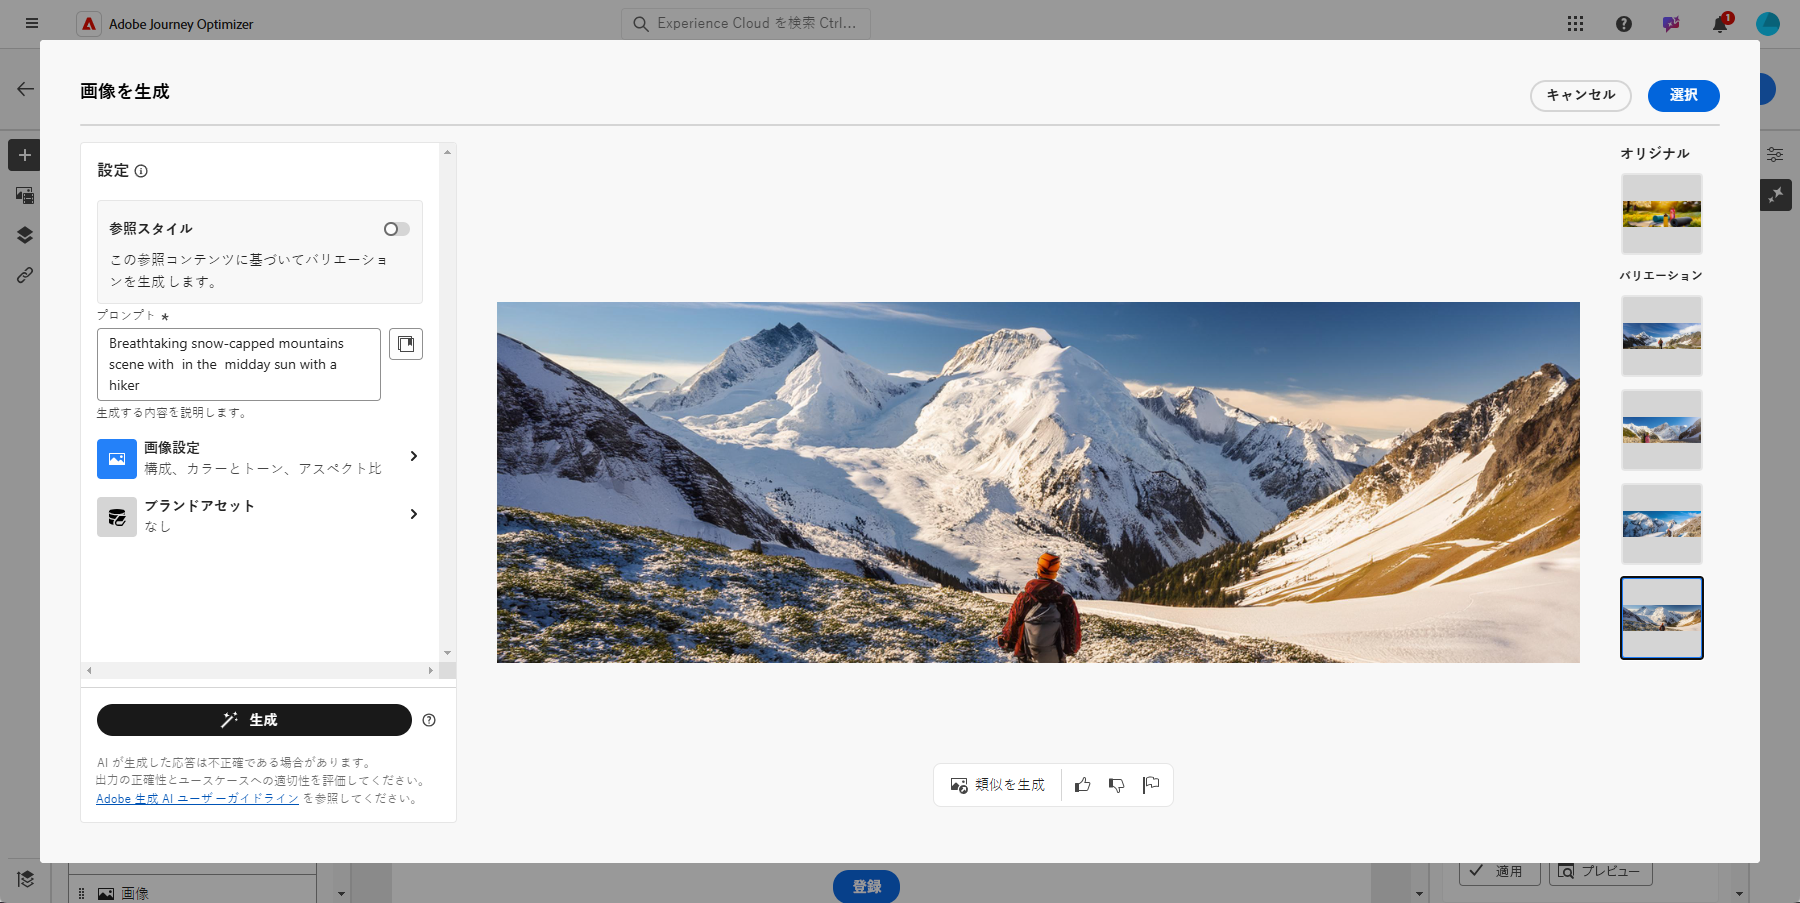 Adobe Journey Optimizer
Experience Cloud を検索 Ctrl...
1
画像を生成
キャンセル
選択
設定
参照スタイル
この参照コンテンツに基づいてバリエーショ
ンを生成します。
プロンプト *
Breathtaking snow-capped mountains
scene with in the midday sun with a
hiker
生成する内容を説明します。
画像設定
構成、カラーとトーン、アスペクト比
ブランドアセット
なし
生成
AI が生成した応答は不正確である場合があります。
出力の正確性とユースケースへの適切性を評価してください。
Adobe 生成 AI ユーザーガイドライン を参照してください。
オリジナル
バリエーション
類似を生成
画像
登録
適用
プレビュー